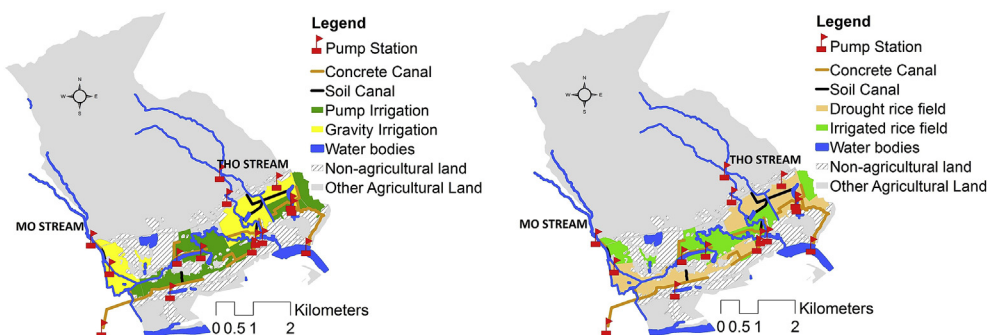 Legend
Pump Station
Concrete Canal
Soil Canal
Pump Irrigation
Gravity Irrigation
Water bodies
Non-agricultural land
Other Agricultural Land
N
W E
S
THO STREAM
MO STREAM
Kilometers
0 0.5 1 2
Legend
Pump Station
Concrete Canal
Soil Canal
Drought rice field
Irrigated rice field
Water bodies
Non-agricultural land
Other Agricultural Land
N
W E
S
THO STREAM
MO STREAM
Kilometers
0 0.5 1 2